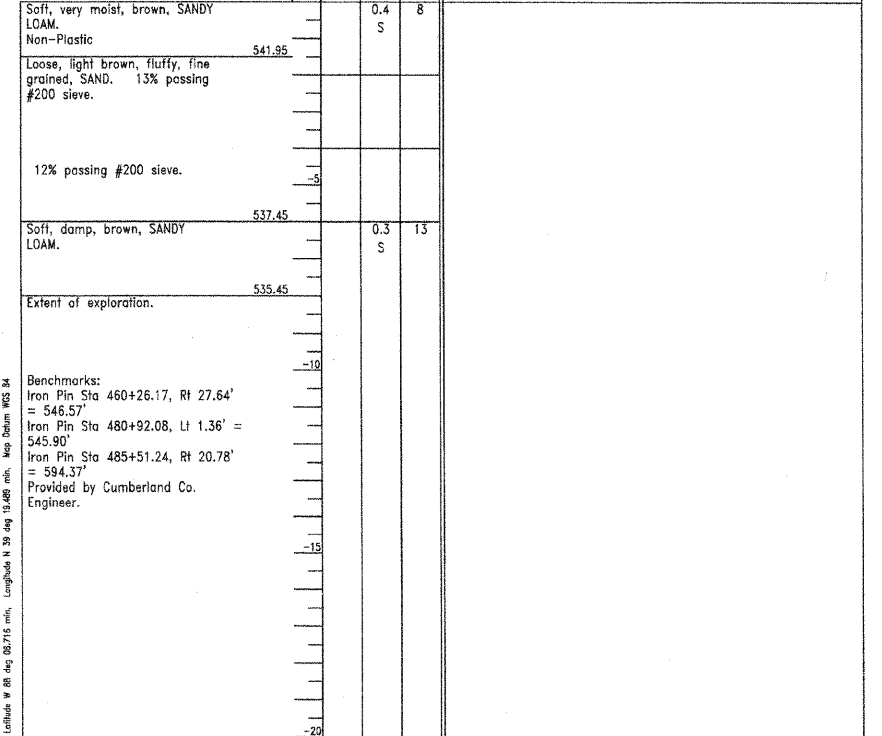 Soft, very moist, brown, SANDY 0.4 8
LOAM. S
Non-Plastic
541.95
Loose, light brown, fluffy, fine
grained, SAND. 13% passing
#200 sieve.
12% passing #200 sieve.
-5
537.45
Soft, damp, brown, SANDY 0.3 13
LOAM. S
535.45
Extent of exploration.
-10
Benchmarks:
Iron Pin Sta 460+26.17, Rt 27.64'
= 546.57'
Iron Pin Sta 480+92.08, Lt 1.36' =
545.90'
Iron Pin Sta 485+51.24, Rt 20.78'
= 594.37'
Provided by Cumberland Co.
Engineer.
-15
-20
Latitude W 88 deg 08.716 min, Longitude N 39 deg 19.489 min, Map Datum WGS 84